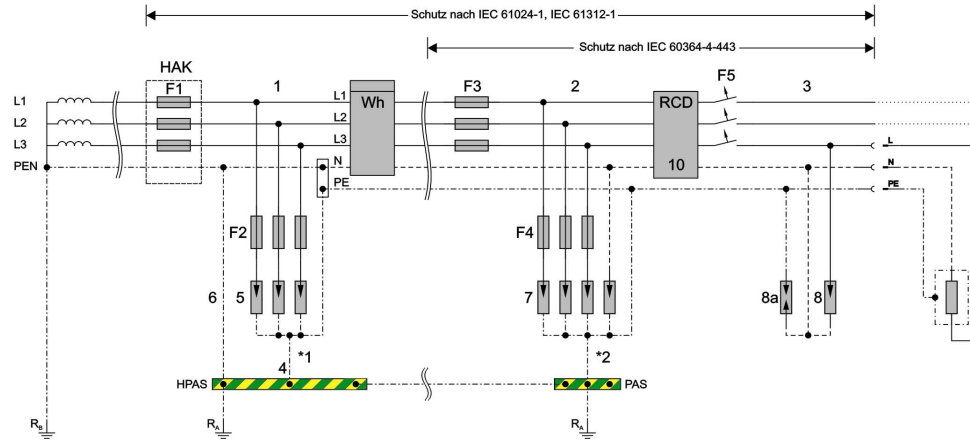 Schutz nach IEC 61024-1, IEC 61312-1
Schutz nach IEC 60364-4-443
HAK
F1
1
F3
2
F5
3
L1
L2
L3
PEN
L1
L2
L3
N
PE
Wh
RCD
10
L
N
PE
F2
F4
6
5
7
8a
8
*1
4
*2
HPAS
PAS
RB
RA
RA